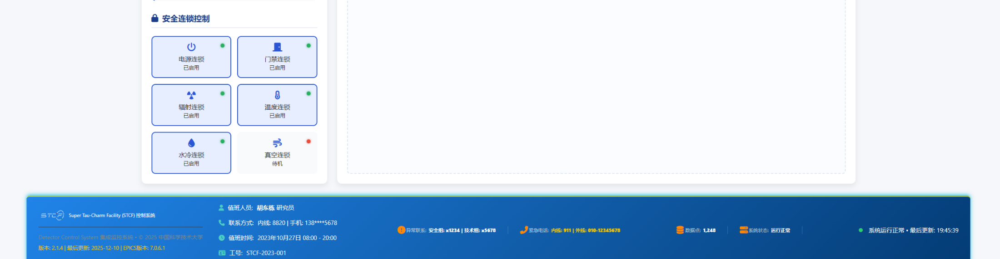 安全连锁控制
电源连锁
已启用
门禁连锁
已启用
辐射连锁
已启用
温度连锁
已启用
水冷连锁
已启用
真空连锁
待机
STCF Super Tau-Charm Facility (STCF) 控制系统
Detector Control System 集成监控系统 • © 2025 中国科学技术大学
版本: 2.1.4 | 最后更新: 2025-12-10 | EPICS版本: 7.0.6.1
值班人员: 胡东栋 研究员
联系方式: 内线: 8820 | 手机: 138****5678
值班时间: 2023年10月27日 08:00 - 20:00
工号: STCF-2023-001
异常联系: 安全组: x1234 | 技术组: x5678
紧急电话: 内线: 911 | 外线: 010-12345678
数据点: 1,248
系统状态: 运行正常
系统运行正常 • 最后更新: 19:45:39